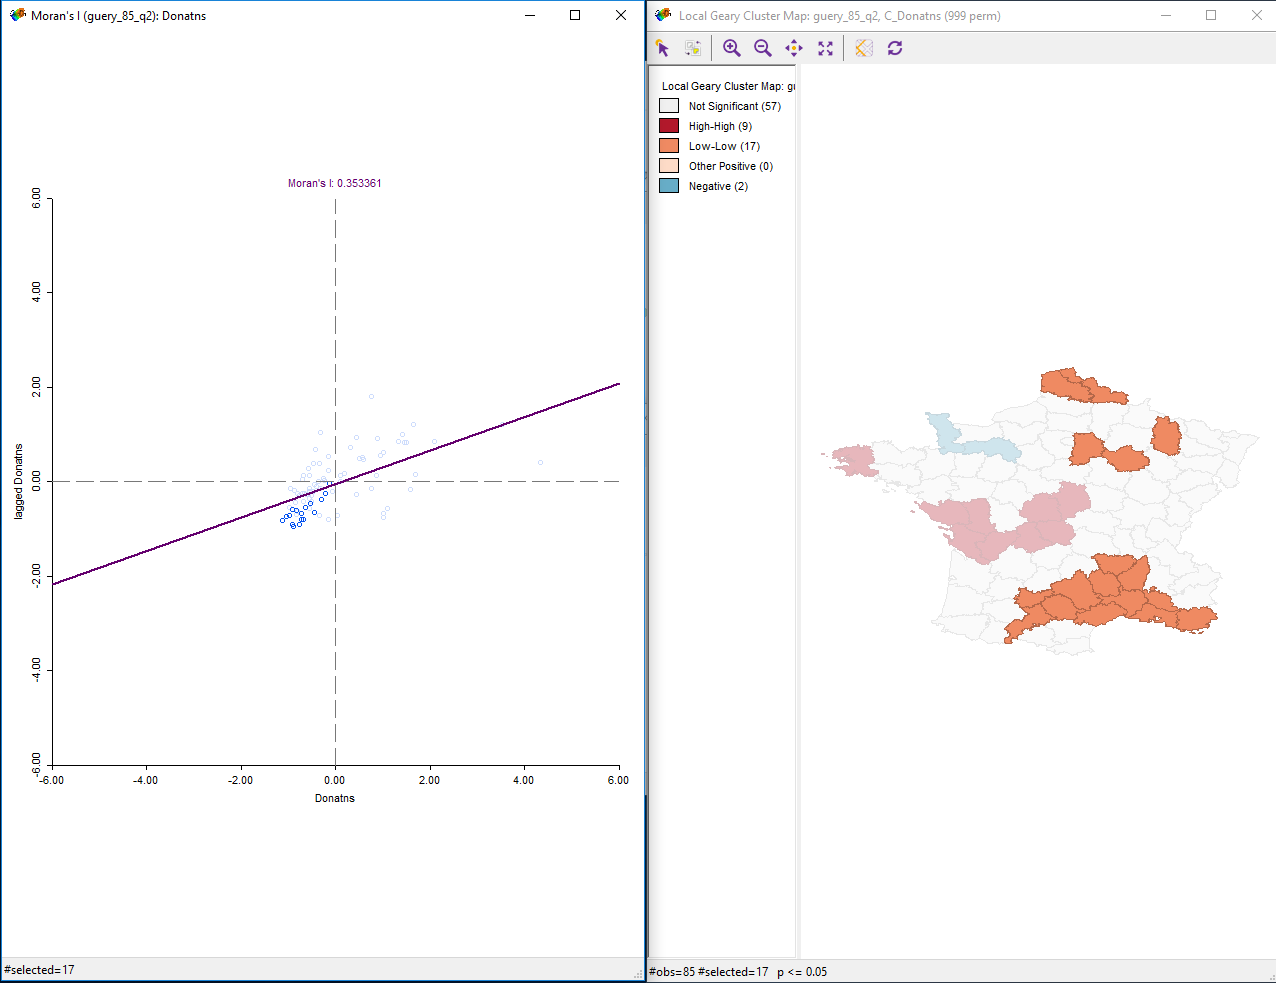 Moran's I (guery_85_q2): Donatns
Moran's I: 0.353361
6.00
4.00
2.00
0.00
-2.00
-4.00
-6.00
lagged Donatns
-6.00 -4.00 -2.00 0.00 2.00 4.00 6.00
Donatns
#selected=17
Local Geary Cluster Map: guery_85_q2, C_Donatns (999 perm)
Local Geary Cluster Map: gu
Not Significant (57)
High-High (9)
Low-Low (17)
Other Positive (0)
Negative (2)
#obs=85 #selected=17 p <= 0.05